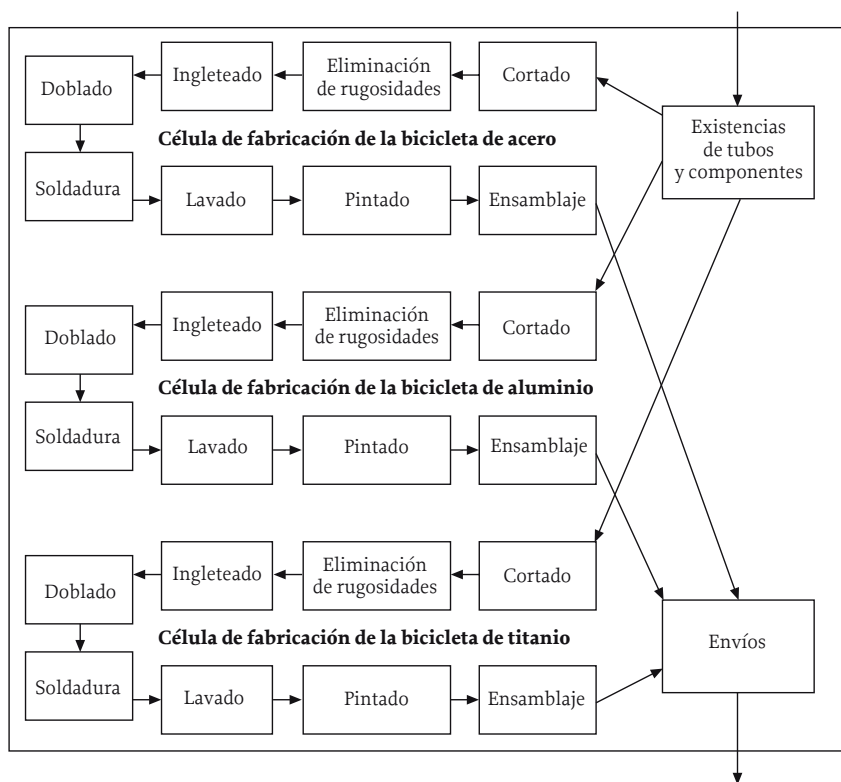 Doblado
Ingleteado
Eliminación
de rugosidades
Cortado
Existencias
de tubos
y componentes
Célula de fabricación de la bicicleta de acero
Soldadura
Lavado
Pintado
Ensamblaje
Doblado
Ingleteado
Eliminación
de rugosidades
Cortado
Célula de fabricación de la bicicleta de aluminio
Soldadura
Lavado
Pintado
Ensamblaje
Doblado
Ingleteado
Eliminación
de rugosidades
Cortado
Célula de fabricación de la bicicleta de titanio
Envíos
Soldadura
Lavado
Pintado
Ensamblaje